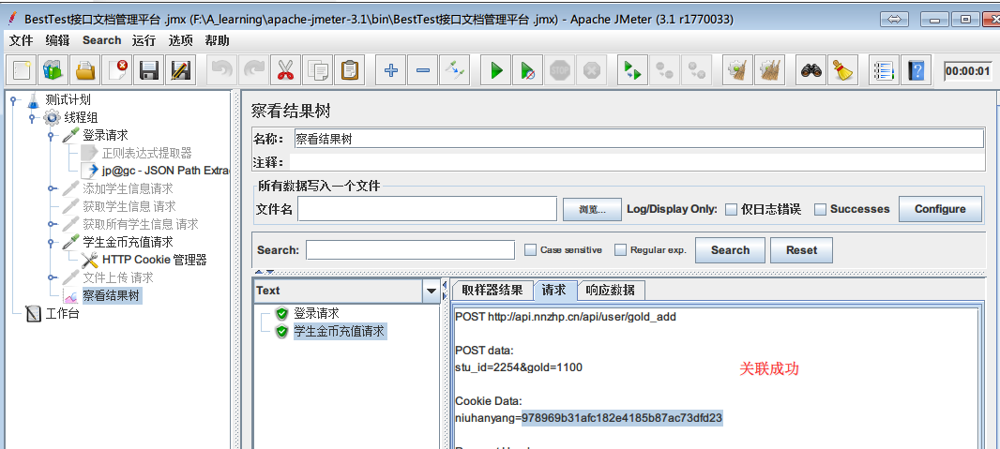 BestTest接口文档管理平台 .jmx (F:\A_learning\apache-jmeter-3.1\bin\BestTest接口文档管理平台 .jmx) - Apache JMeter (3.1 r1770033)
文件 编辑 Search 运行 选项 帮助
00:00:01
测试计划
线程组
登录请求
正则表达式提取器
jp@gc - JSON Path Extra
添加学生信息请求
获取学生信息 请求
获取所有学生信息 请求
学生金币充值请求
HTTP Cookie 管理器
文件上传 请求
察看结果树
工作台
察看结果树
名称： 察看结果树
注释：
所有数据写入一个文件
文件名 浏览... Log/Display Only: 仅日志错误 Successes Configure
Search: Case sensitive Regular exp. Search Reset
Text
登录请求
学生金币充值请求
取样器结果 请求 响应数据
POST http://api.nnzhp.cn/api/user/gold_add
POST data:
stu_id=2254&gold=1100
关联成功
Cookie Data:
niuhanyang=978969b31afc182e4185b87ac73dfd23